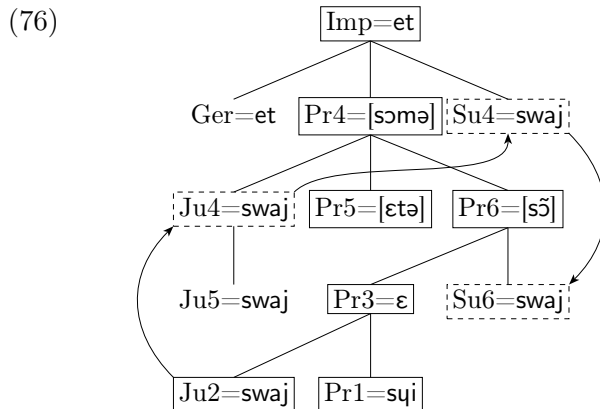 (76)
Imp=et
Ger=et Pr4=[sɔmə] Su4=swaj
Ju4=swaj Pr5=[ɛtə] Pr6=[sɔ̃]
Ju5=swaj Pr3=ɛ Su6=swaj
Ju2=swaj Pr1=sɥi